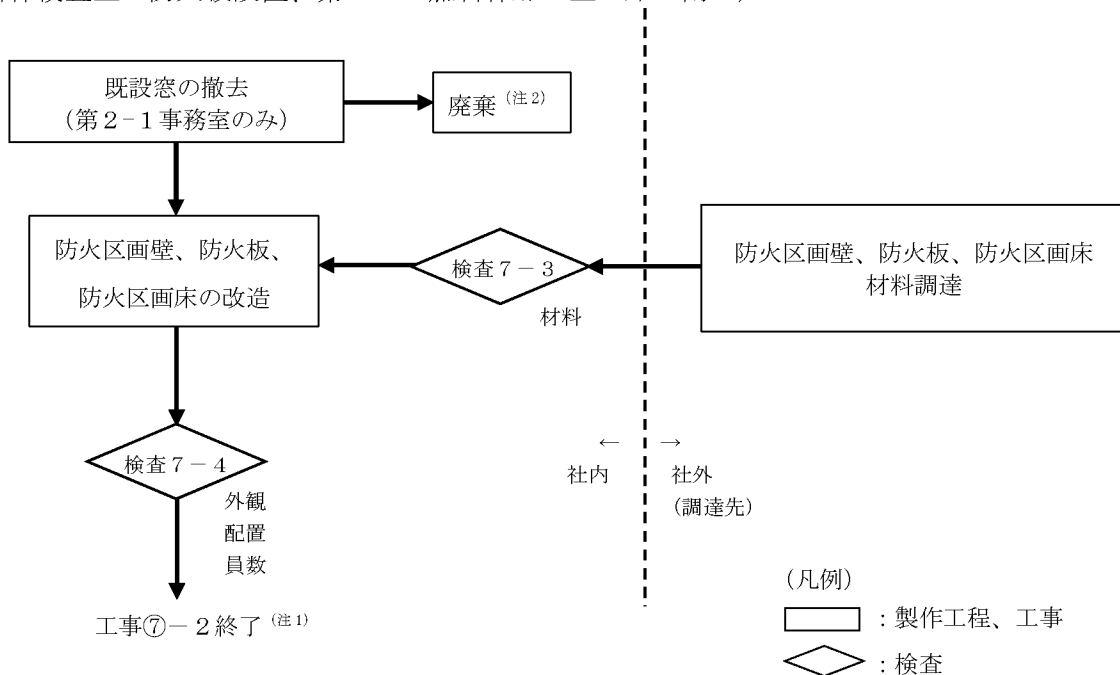 既設窓の撤去
(第2-1事務室のみ)
廃棄 (注2)
防火区画壁、防火板、
防火区画床の改造
検査7-3
材料
防火区画壁、防火板、防火区画床
材料調達
検査7-4
外観
配置
員数
← →
社内 社外
(調達先)
工事⑦-2終了 (注1)
(凡例)
:製作工程、工事
:検査